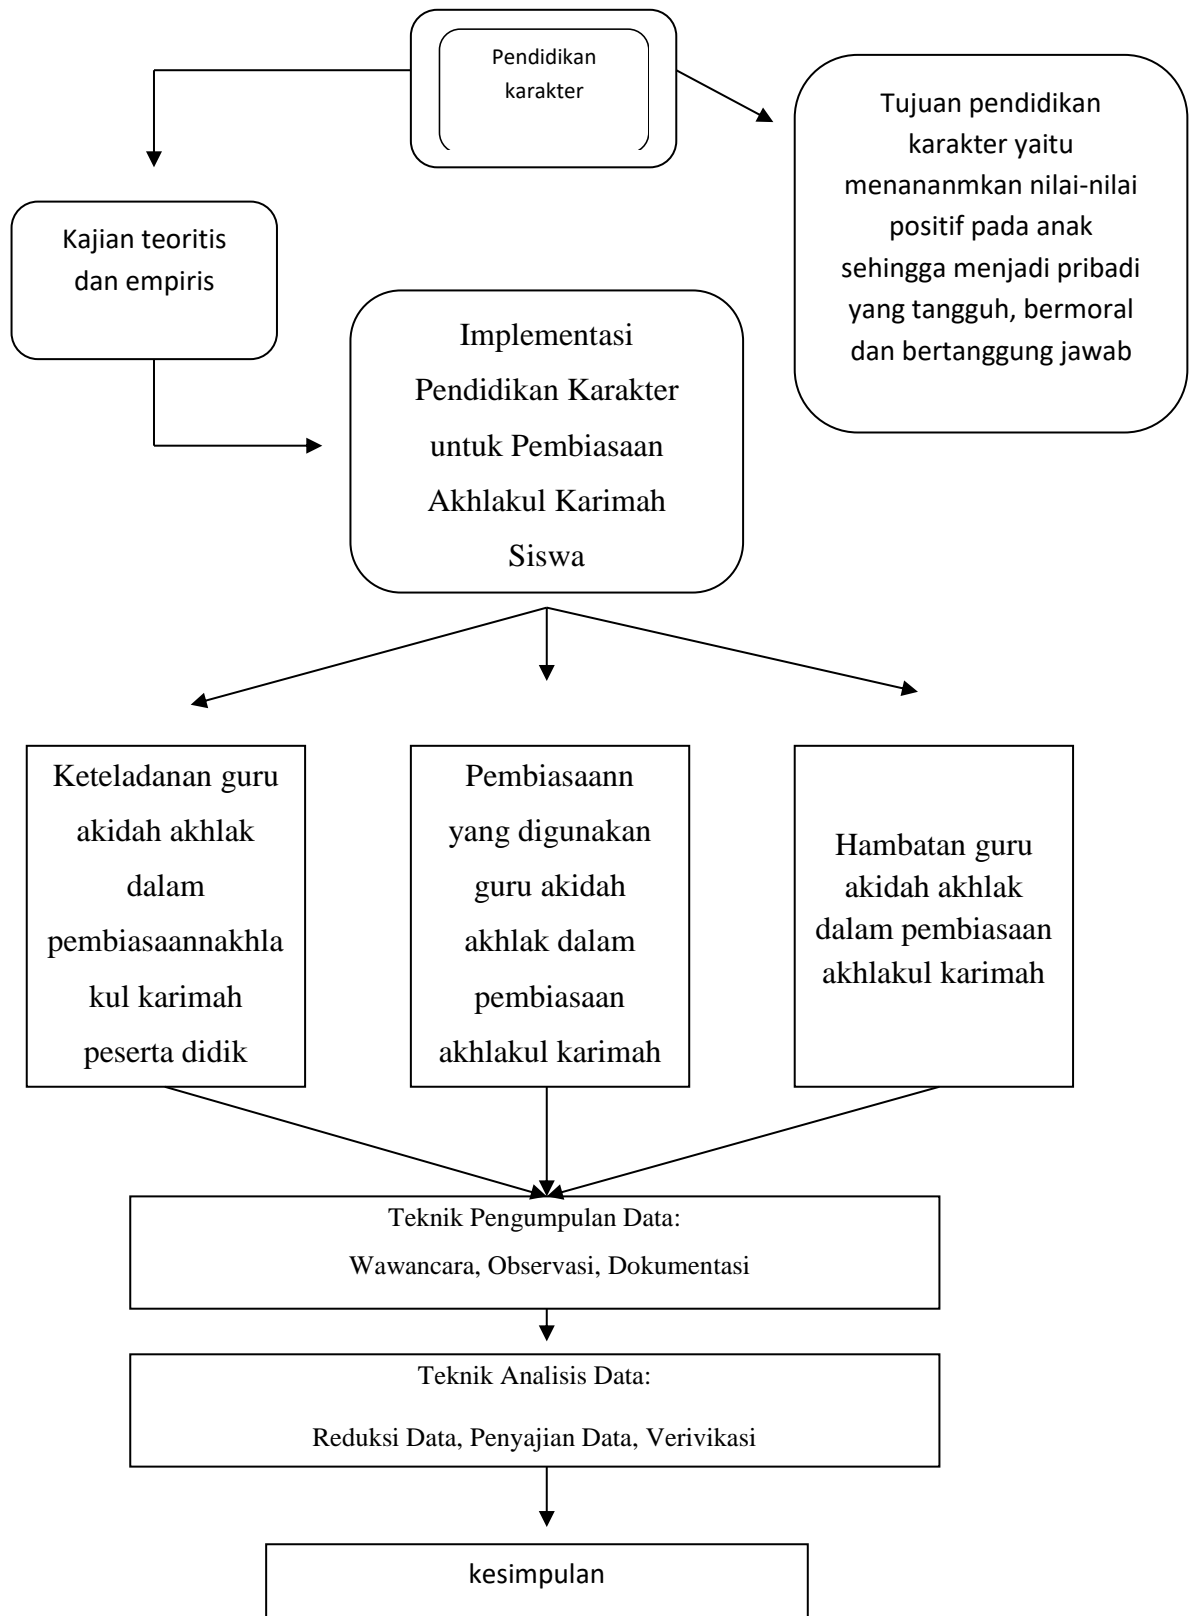 Pendidikan
karakter
Tujuan pendidikan
karakter yaitu
menananmkan nilai-nilai
positif pada anak
sehingga menjadi pribadi
yang tangguh, bermoral
dan bertanggung jawab
Kajian teoritis
dan empiris
Implementasi
Pendidikan Karakter
untuk Pembiasaan
Akhlakul Karimah
Siswa
Keteladanan guru
akidah akhlak
dalam
pembiasaannakhla
kul karimah
peserta didik
Pembiasaann
yang digunakan
guru akidah
akhlak dalam
pembiasaan
akhlakul karimah
Hambatan guru
akidah akhlak
dalam pembiasaan
akhlakul karimah
Teknik Pengumpulan Data:
Wawancara, Observasi, Dokumentasi
Teknik Analisis Data:
Reduksi Data, Penyajian Data, Verivikasi
kesimpulan